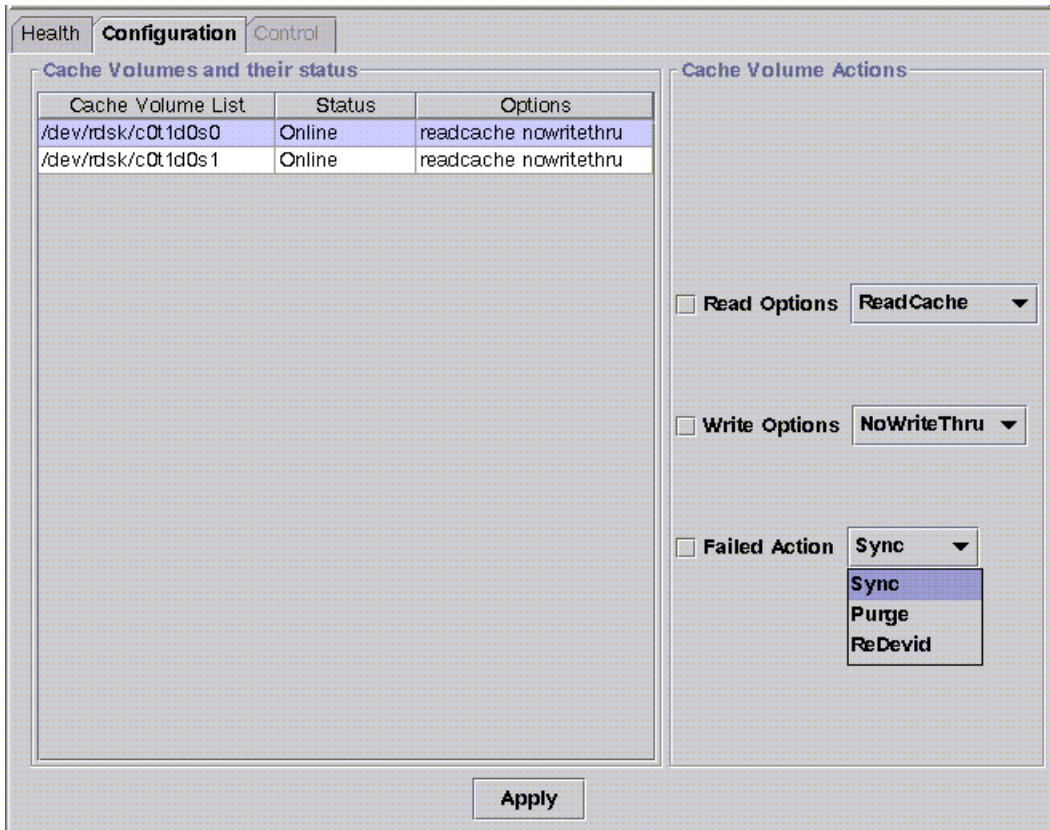 Health Configuration Control
Cache Volumes and their status
Cache Volume List Status Options
/dev/rdsk/c0t1d0s0 Online readcache nowritethru
/dev/rdsk/c0t1d0s1 Online readcache nowritethru
Cache Volume Actions
Read Options ReadCache
Write Options NoWriteThru
Failed Action Sync
Sync
Purge
ReDevid
Apply